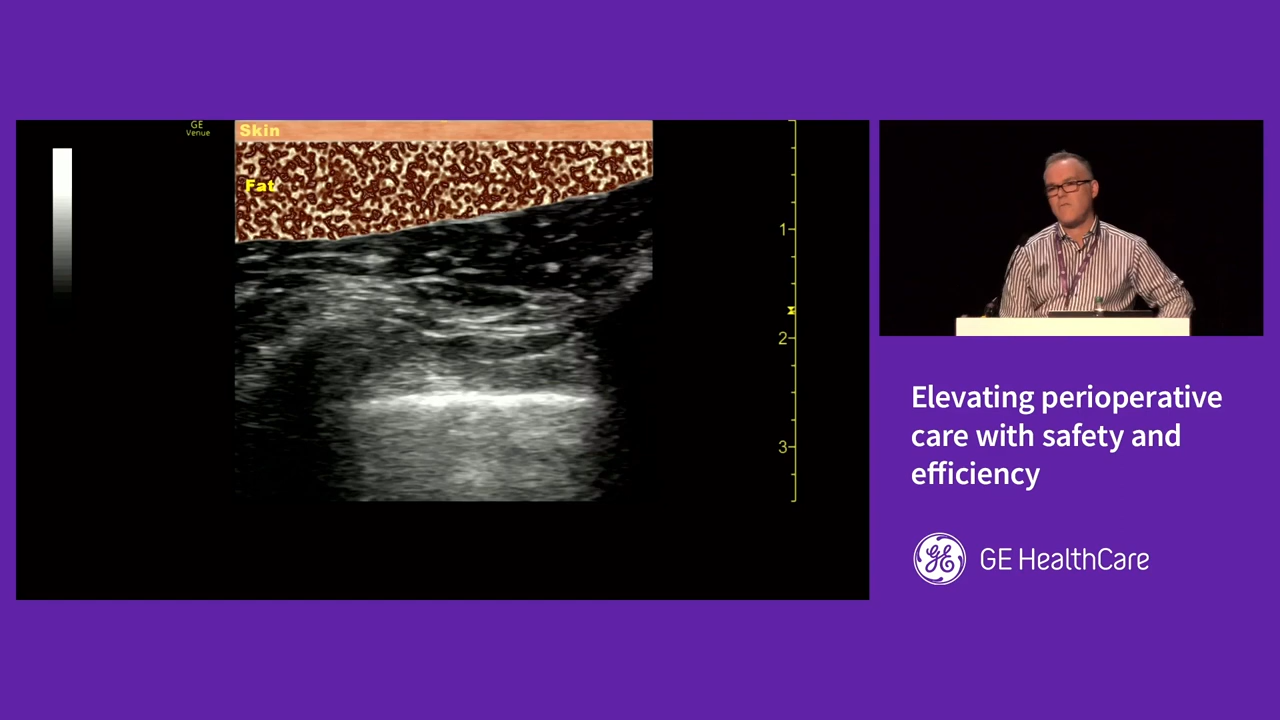 GE
Venue
Skin
Fat
1
2
3
Elevating perioperative
care with safety and
efficiency
GE HealthCare